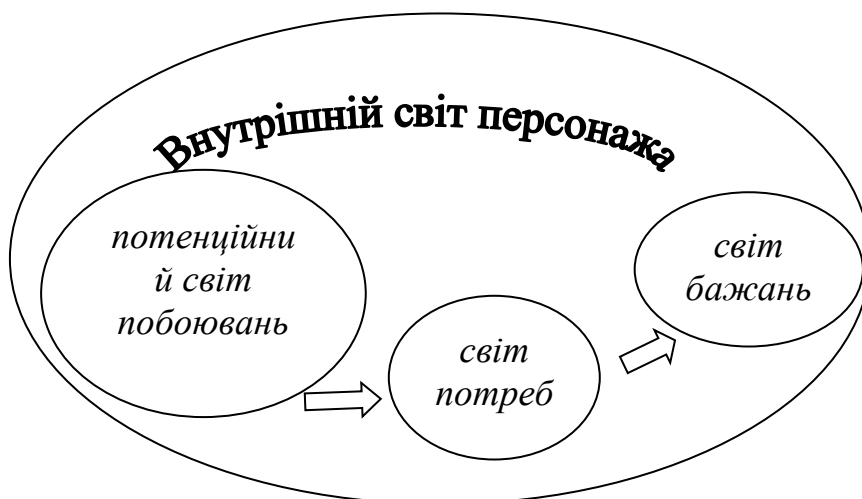 Внутрішній світ персонажа
потенційни
й світ
побоювань
світ
потреб
світ
бажань